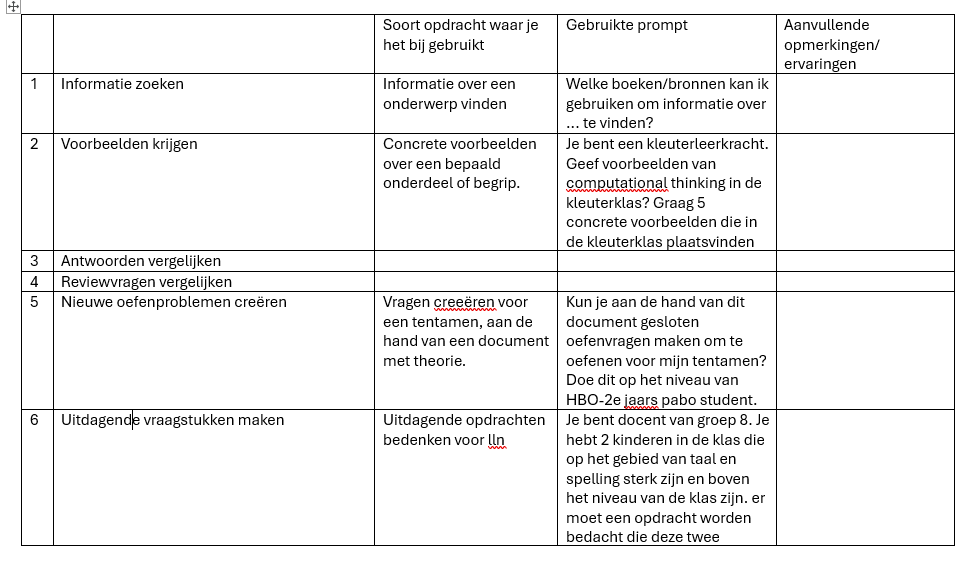 Soort opdracht waar je
het bij gebruikt
Gebruikte prompt
Aanvullende
opmerkingen/
ervaringen
1
Informatie zoeken
Informatie over een
onderwerp vinden
Welke boeken/bronnen kan ik
gebruiken om informatie over
... te vinden?
2
Voorbeelden krijgen
Concrete voorbeelden
over een bepaald
onderdeel of begrip.
Je bent een kleuterleerkracht.
Geef voorbeelden van
computational thinking in de
kleuterklas? Graag 5
concrete voorbeelden die in
de kleuterklas plaatsvinden
3
Antwoorden vergelijken
4
Reviewvragen vergelijken
5
Nieuwe oefenproblemen creëren
Vragen creeëren voor
een tentamen, aan de
hand van een document
met theorie.
Kun je aan de hand van dit
document gesloten
oefenvragen maken om te
oefenen voor mijn tentamen?
Doe dit op het niveau van
HBO-2e jaars pabo student.
6
Uitdagende vraagstukken maken
Uitdagende opdrachten
bedenken voor lln
Je bent docent van groep 8. Je
hebt 2 kinderen in de klas die
op het gebied van taal en
spelling sterk zijn en boven
het niveau van de klas zijn. er
moet een opdracht worden
bedacht die deze twee